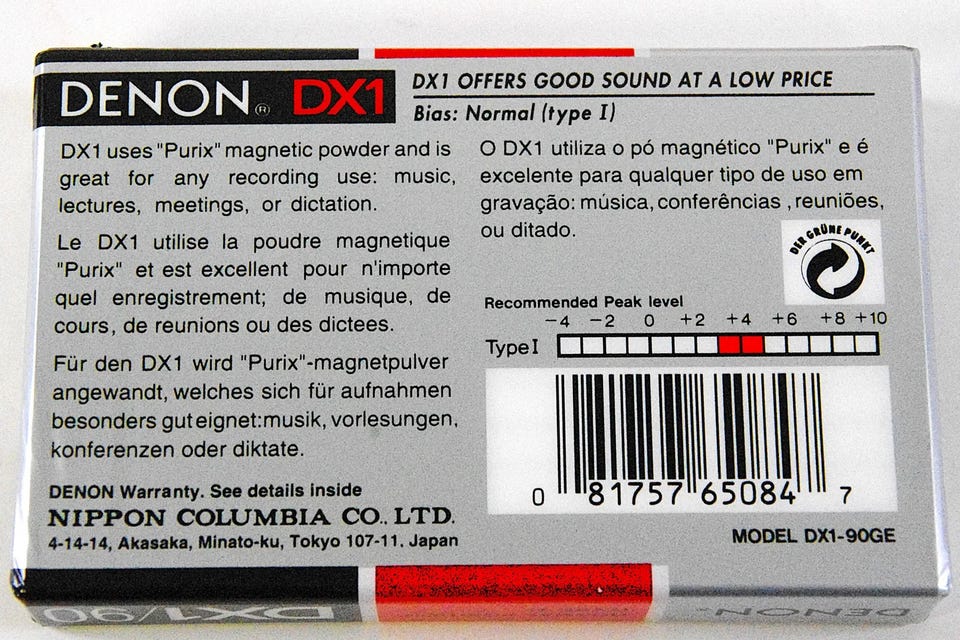 DENON® DX1
DX1 OFFERS GOOD SOUND AT A LOW PRICE
Bias: Normal (type I)
DX1 uses "Purix" magnetic powder and is
great for any recording use: music,
lectures, meetings, or dictation.
Le DX1 utilise la poudre magnetique
"Purix" et est excellent pour n'importe
quel enregistrement; de musique, de
cours, de reunions ou des dictees.
Für den DX1 wird "Purix"-magnetpulver
angewandt, welches sich für aufnahmen
besonders gut eignet:musik, vorlesungen,
konferenzen oder diktate.
DENON Warranty. See details inside
NIPPON COLUMBIA CO., LTD.
4-14-14, Akasaka, Minato-ku, Tokyo 107-11, Japan
O DX1 utiliza o pó magnético "Purix" e é
excelente para qualquer tipo de uso em
gravação: música, conferências , reuniões,
ou ditado.
DER GRÜNE PUNKT
Recommended Peak level
−4 −2 0 +2 +4 +6 +8 +10
Type I
0 81757 65084 7
MODEL DX1-90GE
DX1/90
DENON